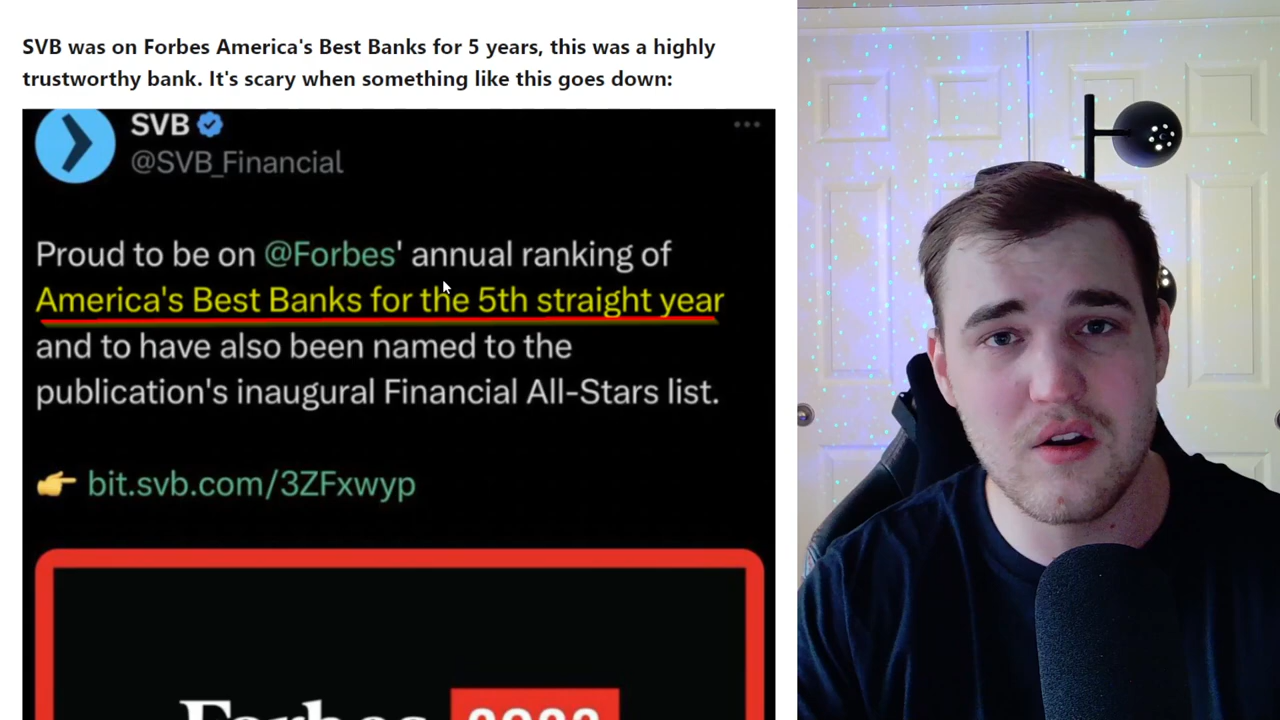 SVB was on Forbes America's Best Banks for 5 years, this was a highly
trustworthy bank. It's scary when something like this goes down:
SVB
@SVB_Financial
Proud to be on @Forbes' annual ranking of
America's Best Banks for the 5th straight year
and to have also been named to the
publication's inaugural Financial All-Stars list.
👉 bit.svb.com/3ZFxwyp
Forbes